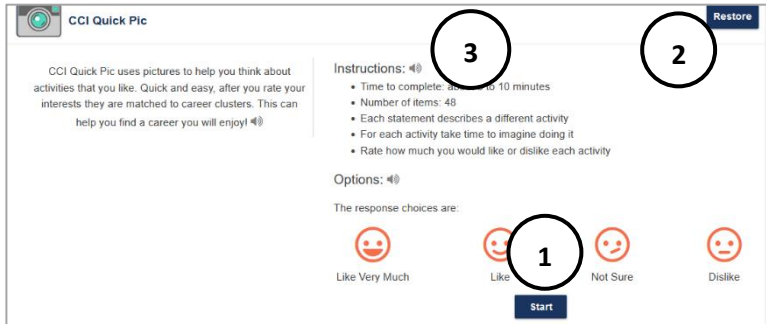 CCI Quick Pic
Restore
3
2
CCI Quick Pic uses pictures to help you think about
activities that you like. Quick and easy, after you rate your
interests they are matched to career clusters. This can
help you find a career you will enjoy!
Instructions:
• Time to complete: to 10 minutes
• Number of items: 48
• Each statement describes a different activity
• For each activity take time to imagine doing it
• Rate how much you would like or dislike each activity
Options:
The response choices are:
1
Like Very Much
Like
Not Sure
Dislike
Start